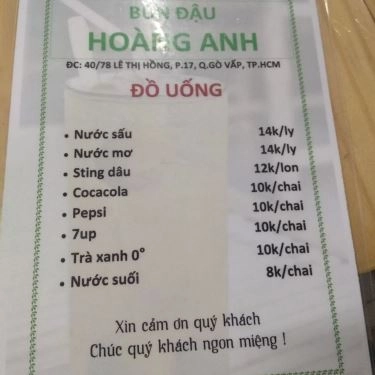 BÚN ĐẬU
HOÀNG ANH
ĐC: 40/78 LÊ THỊ HỒNG, P.17, Q.GÒ VẤP, TP.HCM
ĐỒ UỐNG
• Nước sấu 14k/ly
• Nước mơ 14k/ly
• Sting dâu 12k/lon
• Cocacola 10k/chai
• Pepsi 10k/chai
• 7up 10k/chai
• Trà xanh 0° 10k/chai
• Nước suối 8k/chai
Xin cảm ơn quý khách
Chúc quý khách ngon miệng !